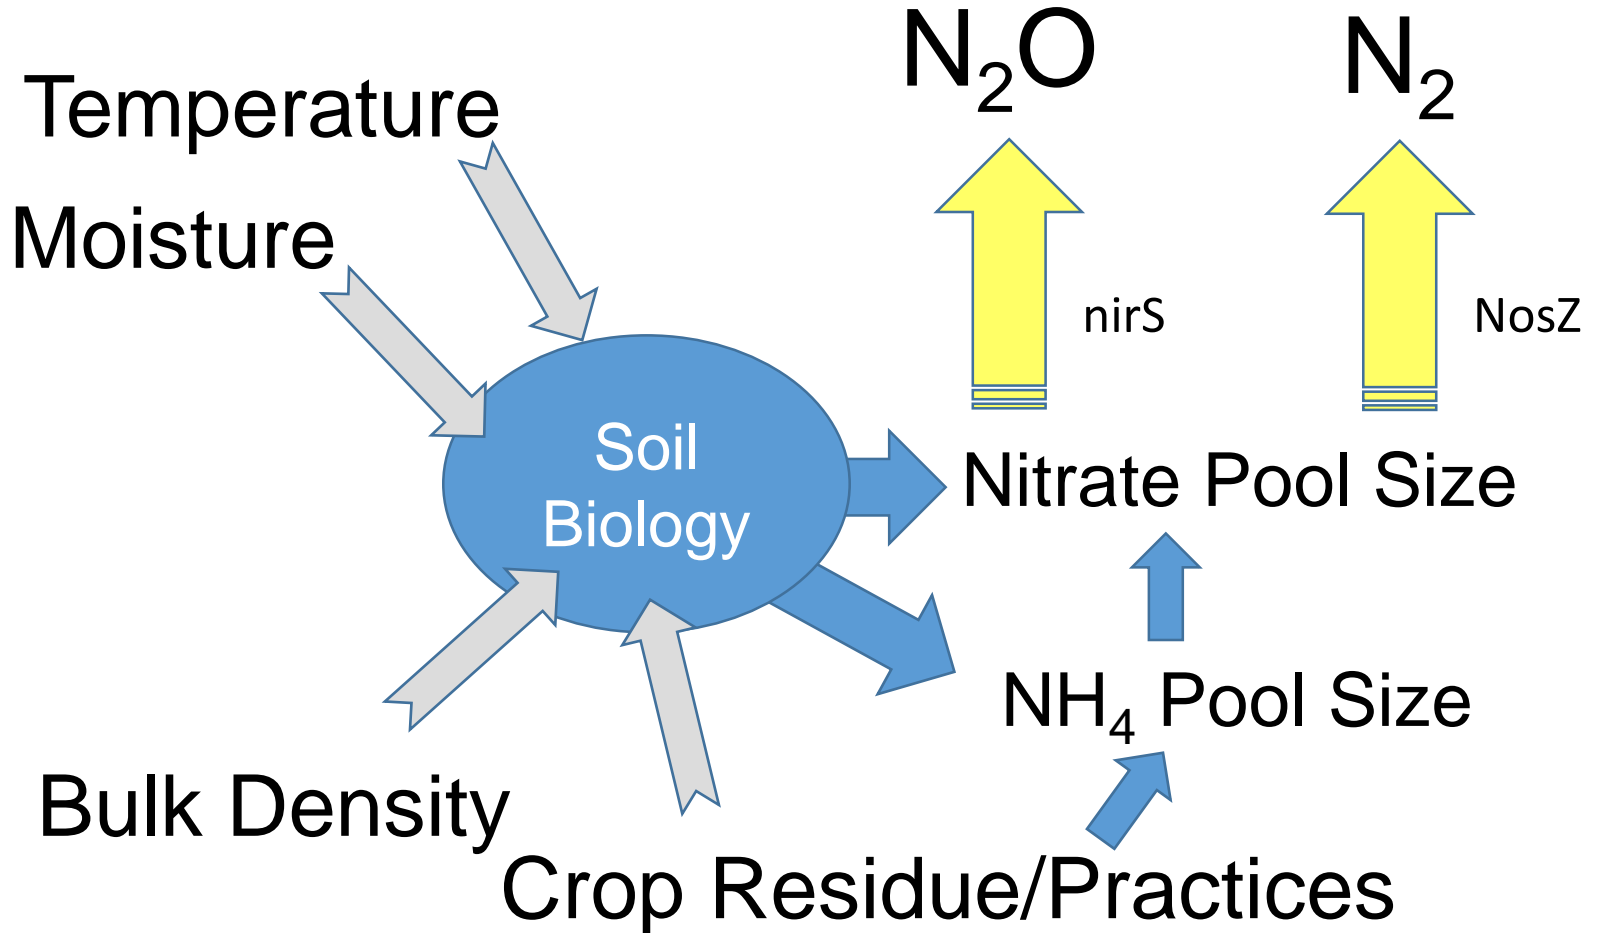 N₂O
N₂
Temperature
Moisture
nirS
NosZ
Soil
Biology
Nitrate Pool Size
NH₄ Pool Size
Bulk Density
Crop Residue/Practices